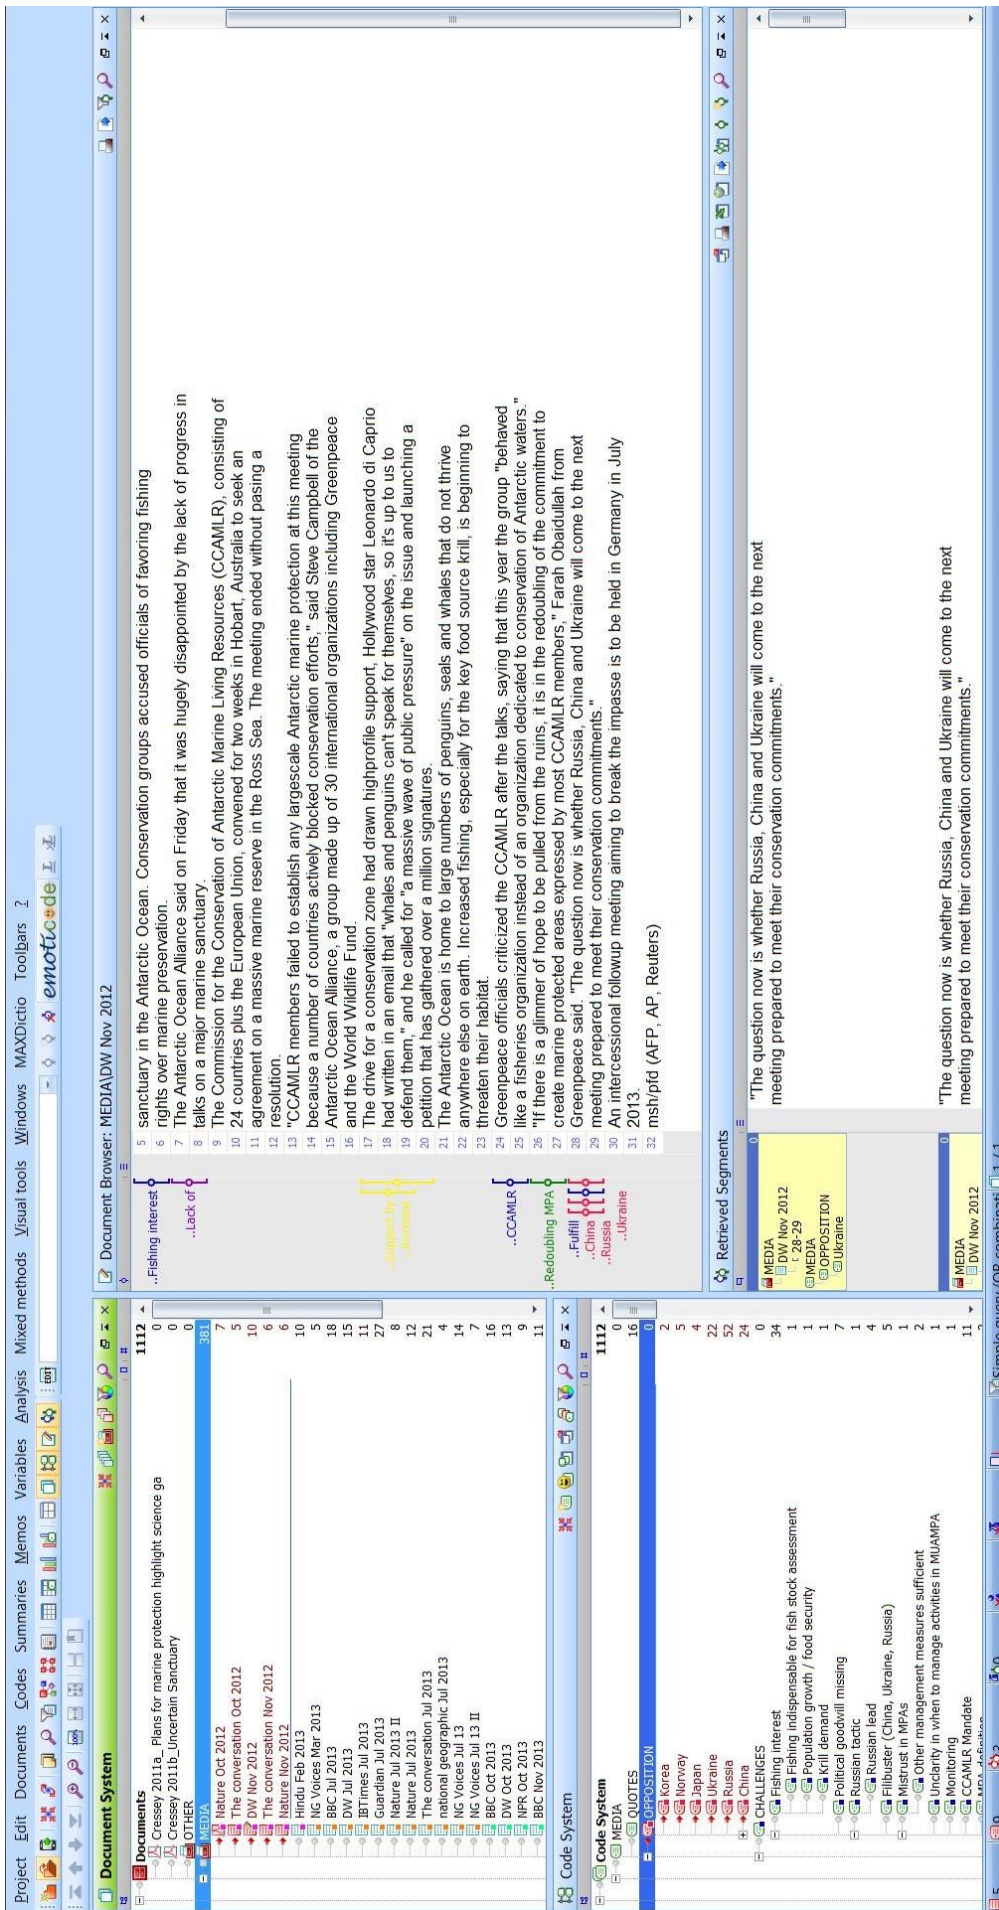 Project Edit Documents Codes Summaries Memos Variables Analysis Mixed methods Visual tools Windows MAXDictio Toolbars ?
EDIT
emoticode
Document System
Documents 1112
Cressey 2011a_ Plans for marine protection highlight science ga 0
Cressey 2011b_Uncertain Sanctuary 0
OTHER 0
MEDIA 381
Nature Oct 2012 7
The conversation Oct 2012 5
DW Nov 2012 10
The conversation Nov 2012 6
Nature Nov 2012 6
Hindu Feb 2013 10
NG Voices Mar 2013 5
BBC Jul 2013 18
DW Jul 2013 15
IBTimes Jul 2013 11
Guardian Jul 2013 27
Nature Jul 2013 II 8
Nature Jul 2013 12
The conversation Jul 2013 21
national geographic Jul 2013 4
NG Voices Jul 13 14
NG Voices Jul 13 II 7
BBC Oct 2013 16
DW Oct 2013 13
NPR Oct 2013 9
BBC Nov 2013 11
Code System
Code System 1112
MEDIA 0
QUOTES 16
OPPOSITION 0
Korea 2
Norway 5
Japan 4
Ukraine 22
Russia 52
China 24
CHALLENGES 0
Fishing interest 34
Fishing indispensable for fish stock assessment 1
Population growth / food security 1
Krill demand 1
Political goodwill missing 7
Russian tactic 1
Russian lead 4
Filibuster (China, Ukraine, Russia) 5
Mistrust in MPAs 1
Other management measures sufficient 2
Unclarity in when to manage activities in MUAMPA 1
Monitoring 1
CCAMLR Mandate 11
Document Browser: MEDIA\DW Nov 2012
..Fishing interest
..Lack of
..Support by
..Increase
..CCAMLR
..Redoubling MPA
..Fulfill
..China
..Russia
..Ukraine
5 sanctuary in the Antarctic Ocean. Conservation groups accused officials of favoring fishing
6 rights over marine preservation.
7 The Antarctic Ocean Alliance said on Friday that it was hugely disappointed by the lack of progress in
8 talks on a major marine sanctuary.
9 The Commission for the Conservation of Antarctic Marine Living Resources (CCAMLR), consisting of
10 24 countries plus the European Union, convened for two weeks in Hobart, Australia to seek an
11 agreement on a massive marine reserve in the Ross Sea. The meeting ended without pasing a
12 resolution.
13 "CCAMLR members failed to establish any largescale Antarctic marine protection at this meeting
14 because a number of countries actively blocked conservation efforts," said Steve Campbell of the
15 Antarctic Ocean Alliance, a group made up of 30 international organizations including Greenpeace
16 and the World Wildlife Fund.
17 The drive for a conservation zone had drawn highprofile support, Hollywood star Leonardo di Caprio
18 had written in an email that "whales and penguins can't speak for themselves, so it's up to us to
19 defend them," and he called for "a massive wave of public pressure" on the issue and launching a
20 petition that has gathered over a million signatures.
21 The Antarctic Ocean is home to large numbers of penguins, seals and whales that do not thrive
22 anywhere else on earth. Increased fishing, especially for the key food source krill, is beginning to
23 threaten their habitat.
24 Greenpeace officials criticized the CCAMLR after the talks, saying that this year the group "behaved
25 like a fisheries organization instead of an organization dedicated to conservation of Antarctic waters."
26 "If there is a glimmer of hope to be pulled from the ruins, it is in the redoubling of the commitment to
27 create marine protected areas expressed by most CCAMLR members," Farah Obaidullah from
28 Greenpeace said. "The question now is whether Russia, China and Ukraine will come to the next
29 meeting prepared to meet their conservation commitments."
30 An intercessional followup meeting aiming to break the impasse is to be held in Germany in July
31 2013.
32 msh/pfd (AFP, AP, Reuters)
Retrieved Segments
0
MEDIA
DW Nov 2012
28-29
MEDIA
OPPOSITION
Ukraine
"The question now is whether Russia, China and Ukraine will come to the next
meeting prepared to meet their conservation commitments."
0
MEDIA
DW Nov 2012
"The question now is whether Russia, China and Ukraine will come to the next
meeting prepared to meet their conservation commitments."